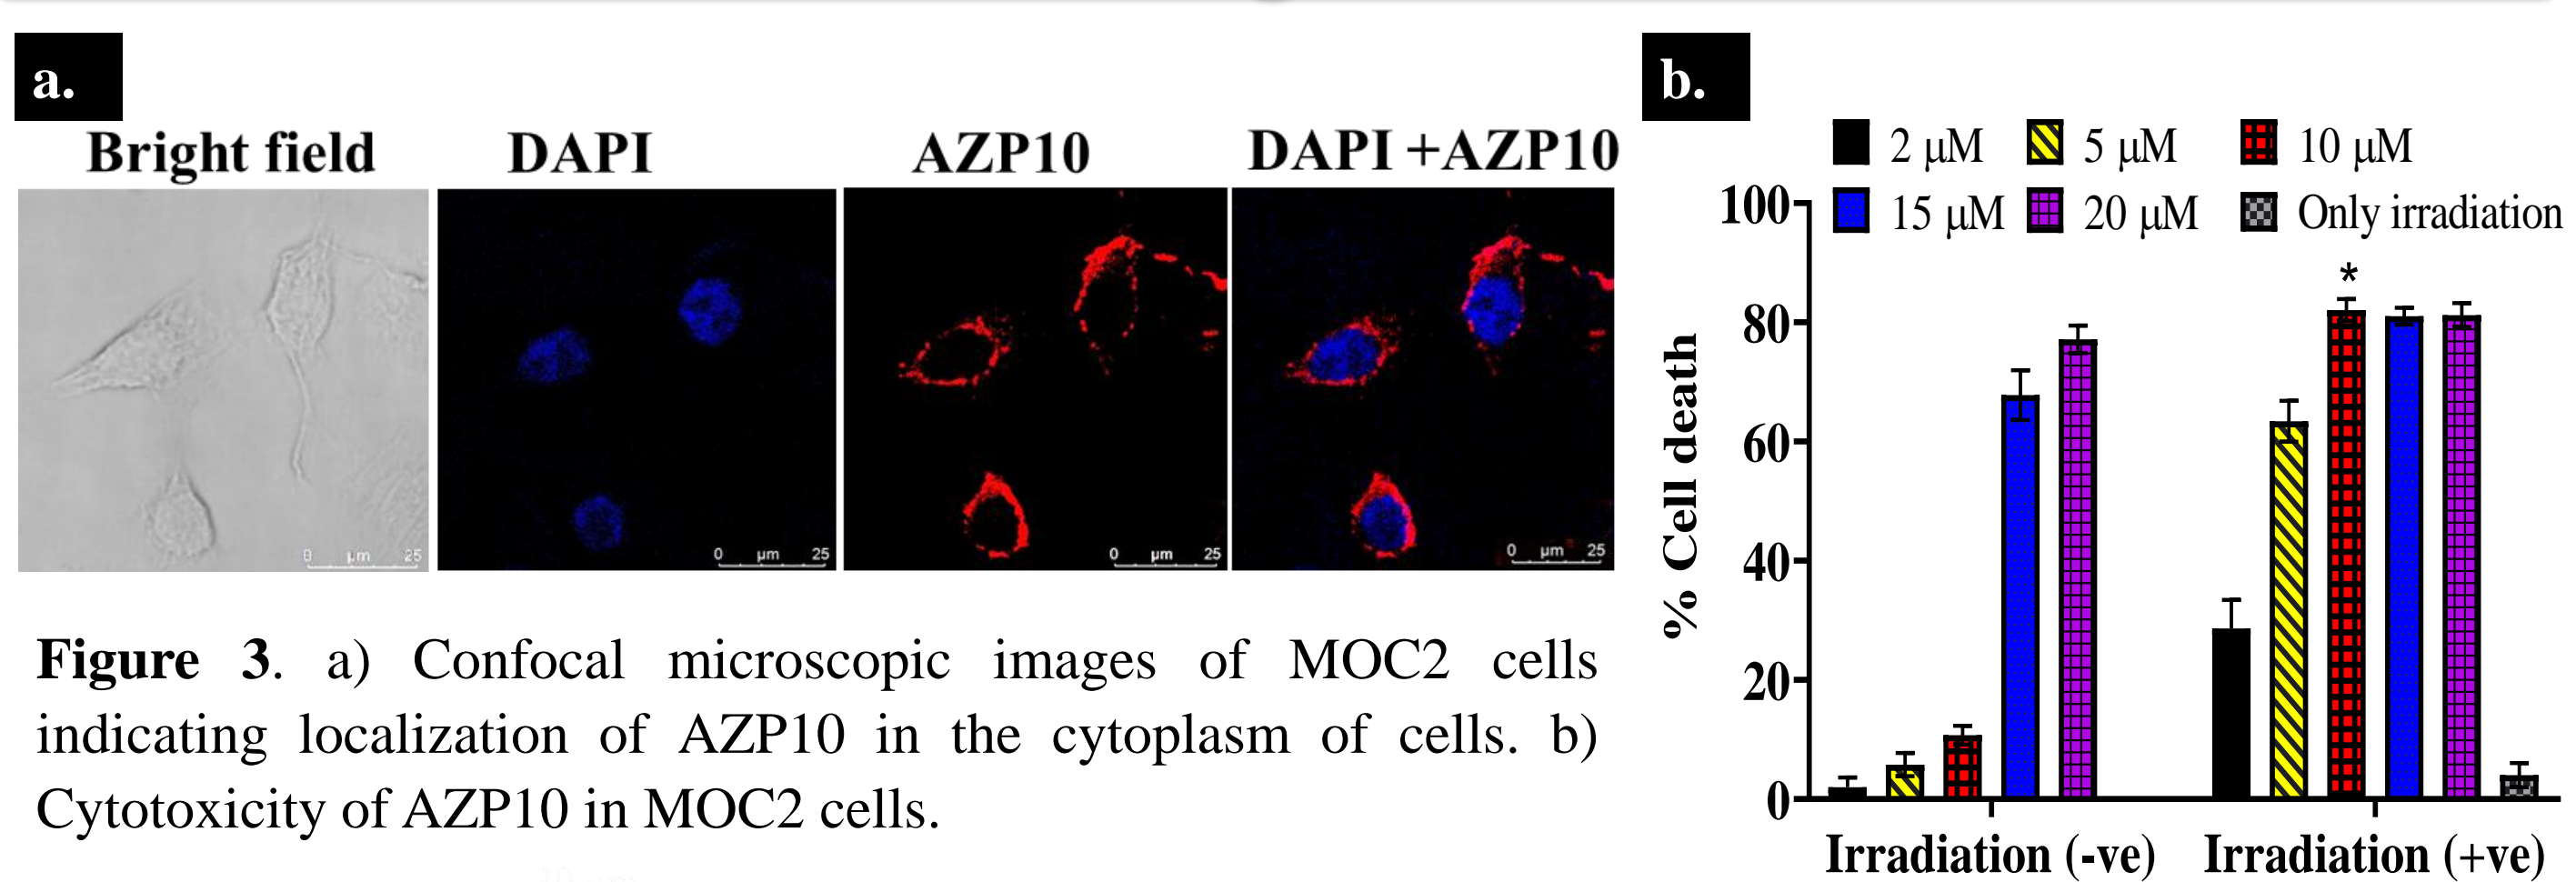 a.
Bright field
DAPI
AZP10
DAPI +AZP10
0 µm 25
0 µm 25
0 µm 25
0 µm 25
Figure 3. a) Confocal microscopic images of MOC2 cells
indicating localization of AZP10 in the cytoplasm of cells. b)
Cytotoxicity of AZP10 in MOC2 cells.
b.
2 µM 5 µM 10 µM
15 µM 20 µM Only irradiation
% Cell death
100
80
60
40
20
0
*
Irradiation (-ve) Irradiation (+ve)